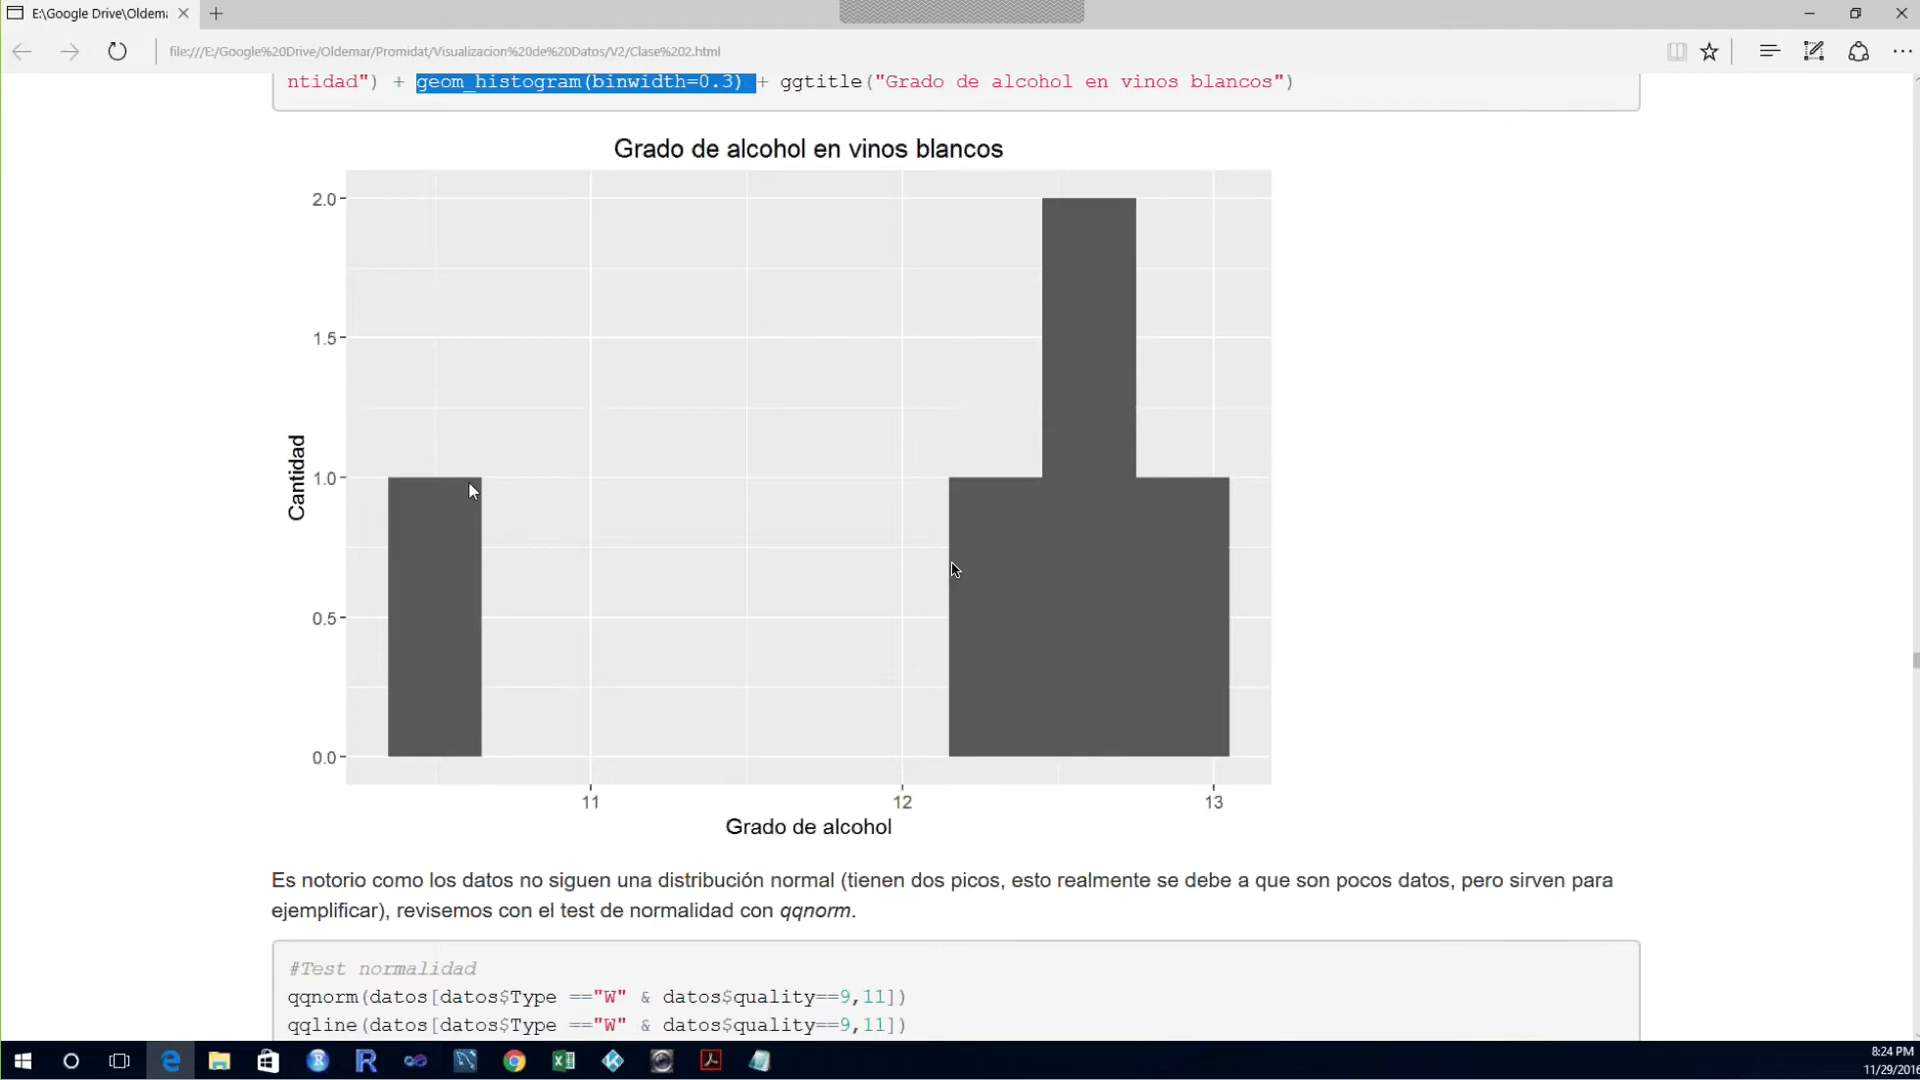 E:\Google Drive\Oldema
file:///E:/Google%20Drive/Oldemar/Promidat/Visualizacion%20de%20Datos/V2/Clase%202.html
ntidad") + geom_histogram(binwidth=0.3) + ggtitle("Grado de alcohol en vinos blancos")
Grado de alcohol en vinos blancos
2.0
1.5
1.0
0.5
0.0
Cantidad
11 12 13
Grado de alcohol
Es notorio como los datos no siguen una distribución normal (tienen dos picos, esto realmente se debe a que son pocos datos, pero sirven para
ejemplificar), revisemos con el test de normalidad con qqnorm.
#Test normalidad
qqnorm(datos[datos$Type =="W" & datos$quality==9,11])
qqline(datos[datos$Type =="W" & datos$quality==9,11])
8:24 PM
11/29/2016